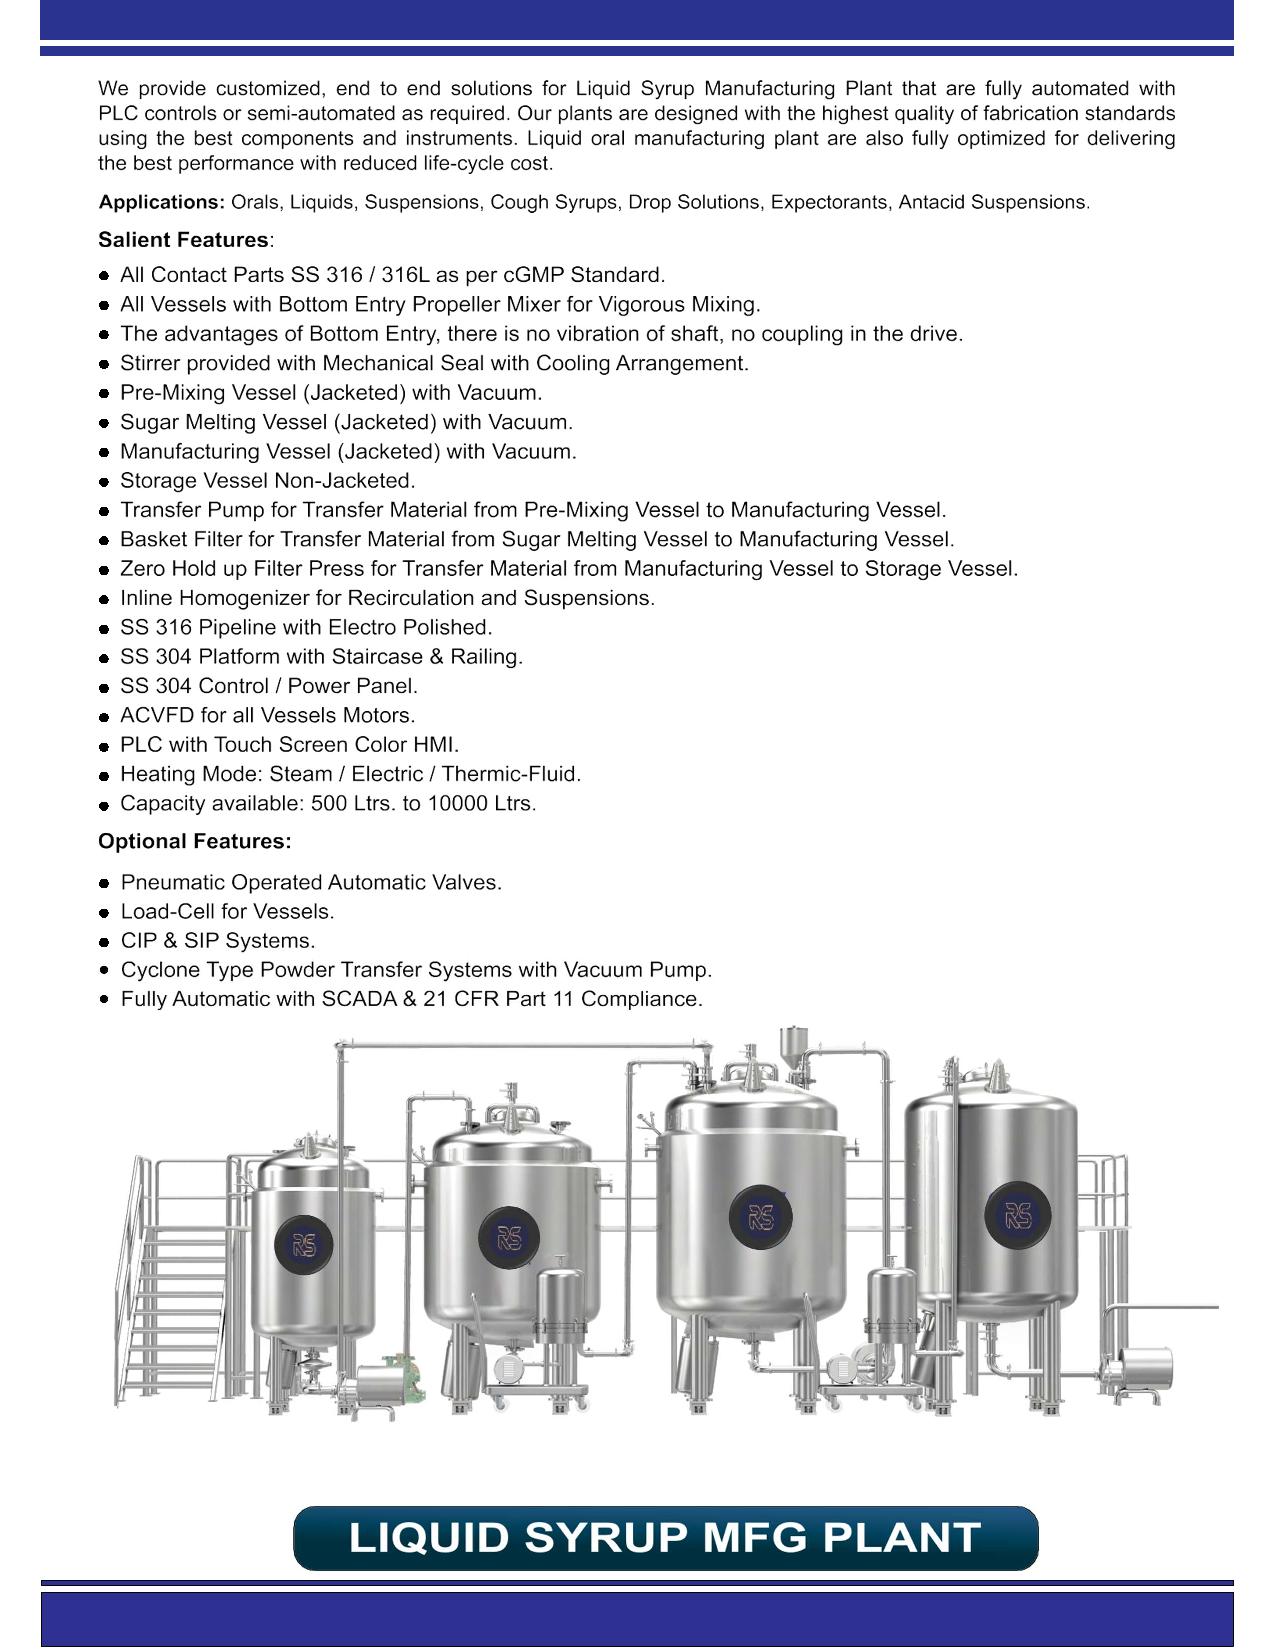 We provide customized, end to end solutions for Liquid Syrup Manufacturing Plant that are fully automated with
PLC controls or semi-automated as required. Our plants are designed with the highest quality of fabrication standards
using the best components and instruments. Liquid oral manufacturing plant are also fully optimized for delivering
the best performance with reduced life-cycle cost.
Applications: Orals, Liquids, Suspensions, Cough Syrups, Drop Solutions, Expectorants, Antacid Suspensions.
Salient Features:
● All Contact Parts SS 316 / 316L as per cGMP Standard.
● All Vessels with Bottom Entry Propeller Mixer for Vigorous Mixing.
● The advantages of Bottom Entry, there is no vibration of shaft, no coupling in the drive.
● Stirrer provided with Mechanical Seal with Cooling Arrangement.
● Pre-Mixing Vessel (Jacketed) with Vacuum.
● Sugar Melting Vessel (Jacketed) with Vacuum.
● Manufacturing Vessel (Jacketed) with Vacuum.
● Storage Vessel Non-Jacketed.
● Transfer Pump for Transfer Material from Pre-Mixing Vessel to Manufacturing Vessel.
● Basket Filter for Transfer Material from Sugar Melting Vessel to Manufacturing Vessel.
● Zero Hold up Filter Press for Transfer Material from Manufacturing Vessel to Storage Vessel.
● Inline Homogenizer for Recirculation and Suspensions.
● SS 316 Pipeline with Electro Polished.
● SS 304 Platform with Staircase & Railing.
● SS 304 Control / Power Panel.
● ACVFD for all Vessels Motors.
● PLC with Touch Screen Color HMI.
● Heating Mode: Steam / Electric / Thermic-Fluid.
● Capacity available: 500 Ltrs. to 10000 Ltrs.
Optional Features:
● Pneumatic Operated Automatic Valves.
● Load-Cell for Vessels.
● CIP & SIP Systems.
● Cyclone Type Powder Transfer Systems with Vacuum Pump.
● Fully Automatic with SCADA & 21 CFR Part 11 Compliance.
RS
RS
RS
RS
LIQUID SYRUP MFG PLANT